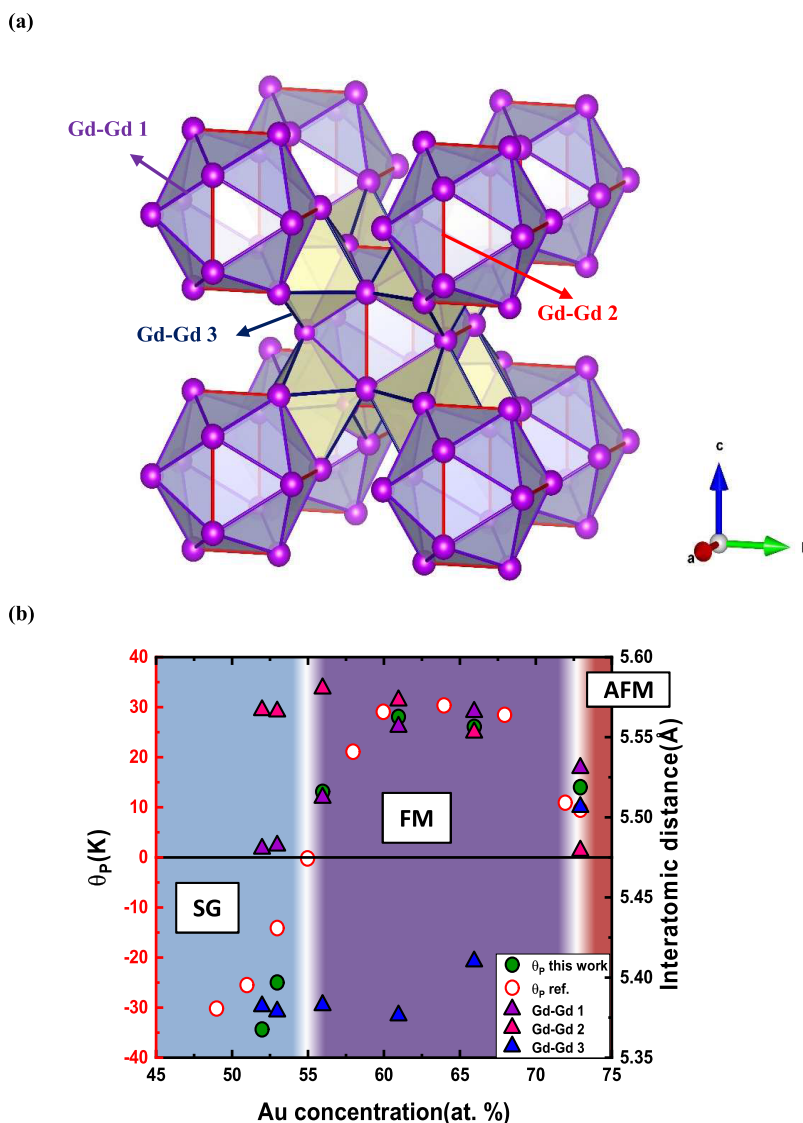 (a)
Gd-Gd 1
Gd-Gd 2
Gd-Gd 3
c
a
(b)
40
30
20
10
0
-10
-20
-30
-40
θP(K)
5.60
5.55
5.50
5.45
5.40
5.35
Interatomic distance(Å)
AFM
FM
SG
θP this work
θP ref.
Gd-Gd 1
Gd-Gd 2
Gd-Gd 3
45 50 55 60 65 70 75
Au concentration(at. %)